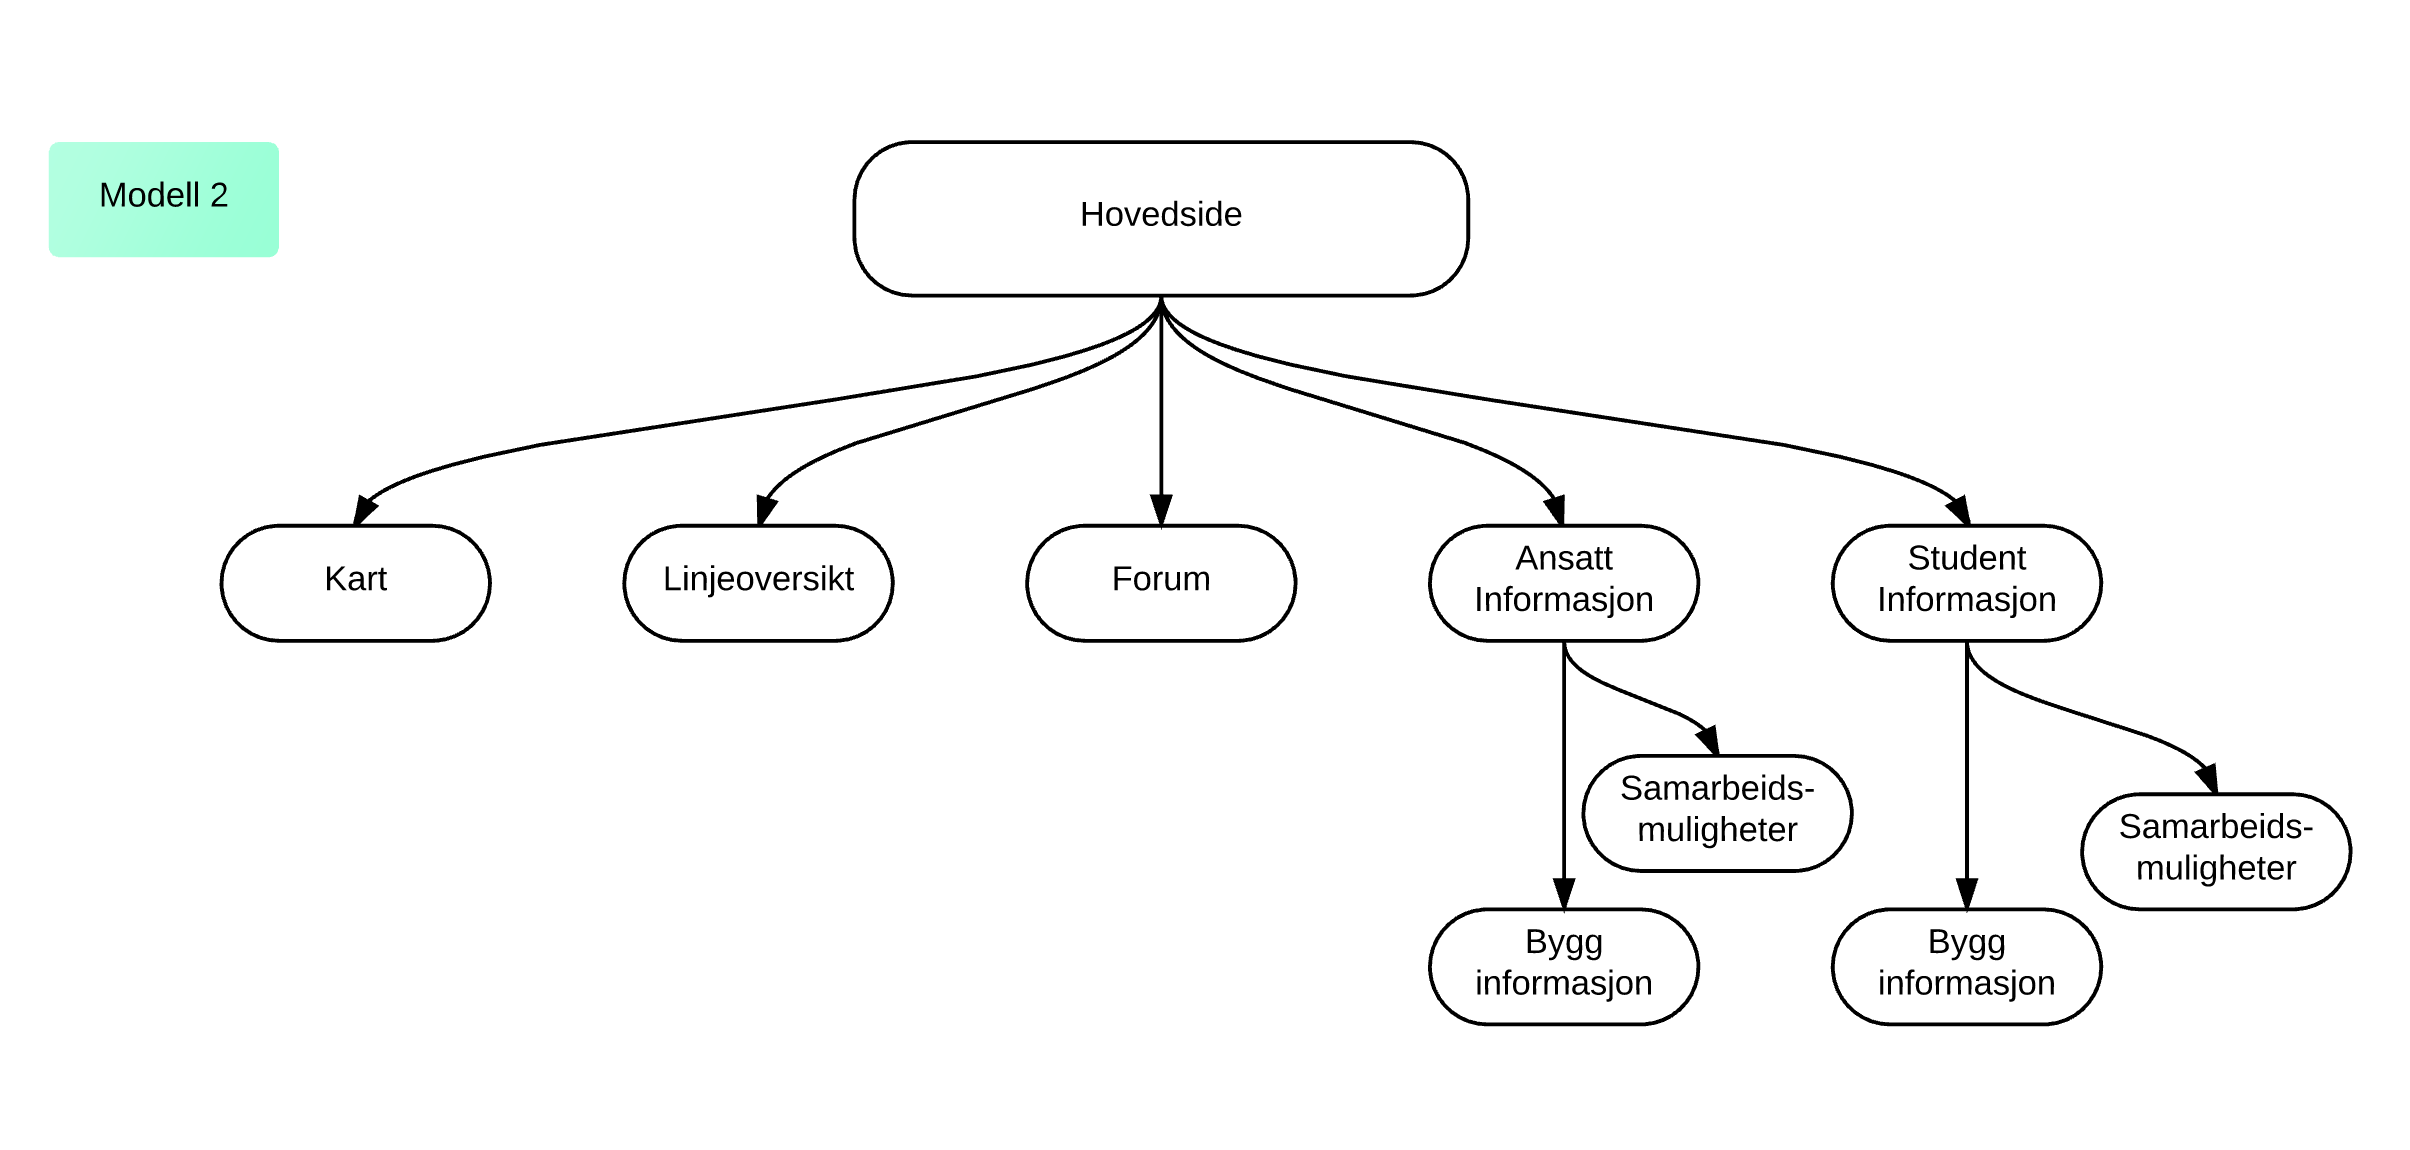 Modell 2
Hovedside
Kart
Linjeoversikt
Forum
Ansatt
Informasjon
Student
Informasjon
Samarbeids-
muligheter
Samarbeids-
muligheter
Bygg
informasjon
Bygg
informasjon